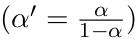 (α′ = α/(1−α))